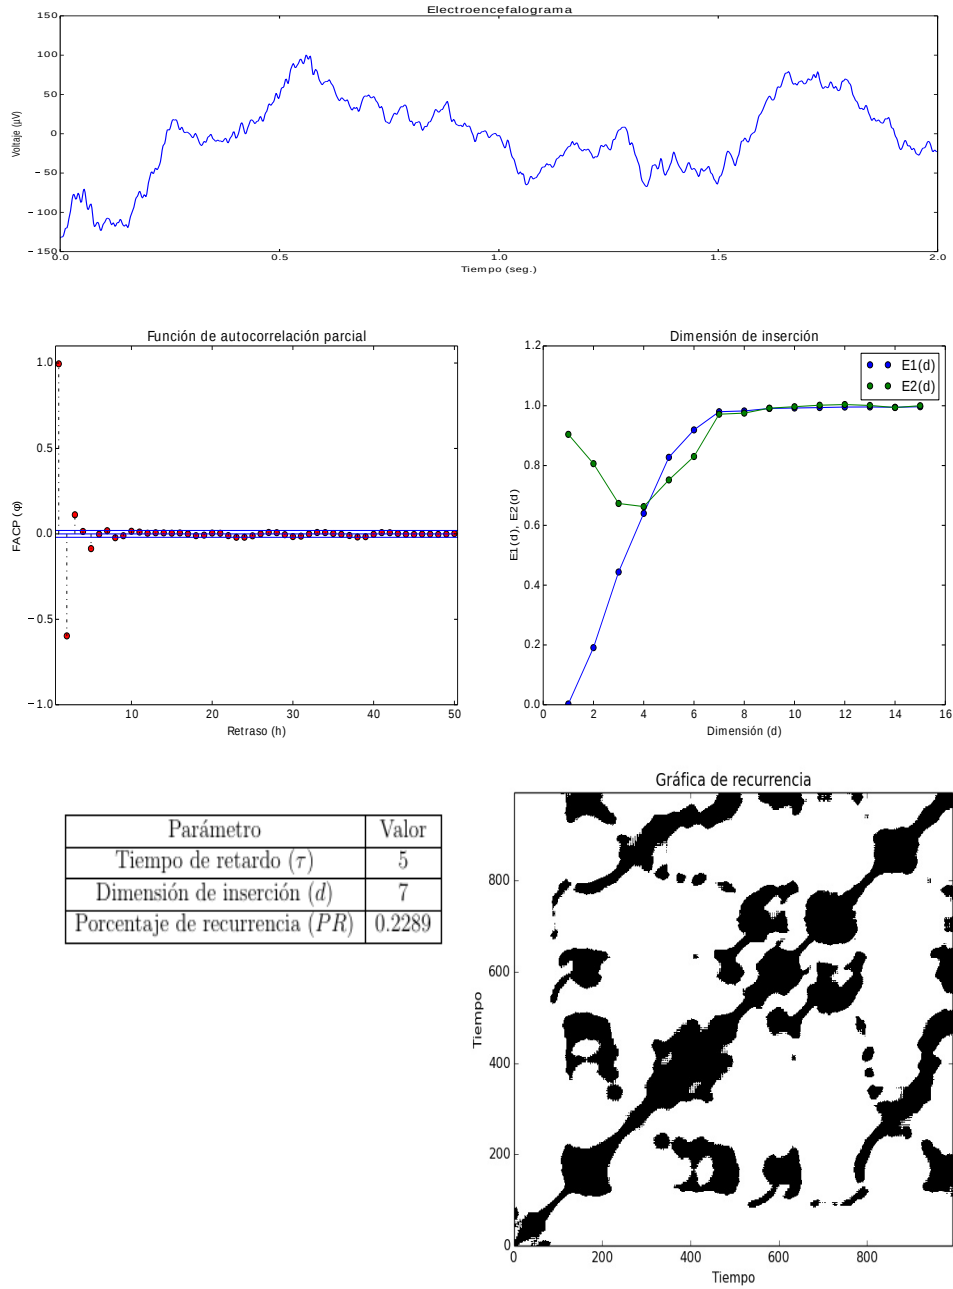 Electroencefalograma
150
100
50
0
−50
−100
−150
Voltaje (µV)
0.0 0.5 1.0 1.5 2.0
Tiempo (seg.)
Función de autocorrelación parcial
1.0
0.5
0.0
−0.5
−1.0
FACP (φ)
10 20 30 40 50
Retraso (h)
Dimensión de inserción
E1(d)
E2(d)
1.2
1.0
0.8
0.6
0.4
0.2
0.0
E1(d), E2(d)
0 2 4 6 8 10 12 14 16
Dimensión (d)
Parámetro Valor
Tiempo de retardo (τ) 5
Dimensión de inserción (d) 7
Porcentaje de recurrencia (PR) 0.2289
Gráfica de recurrencia
800
600
400
200
0
Tiempo
0 200 400 600 800
Tiempo